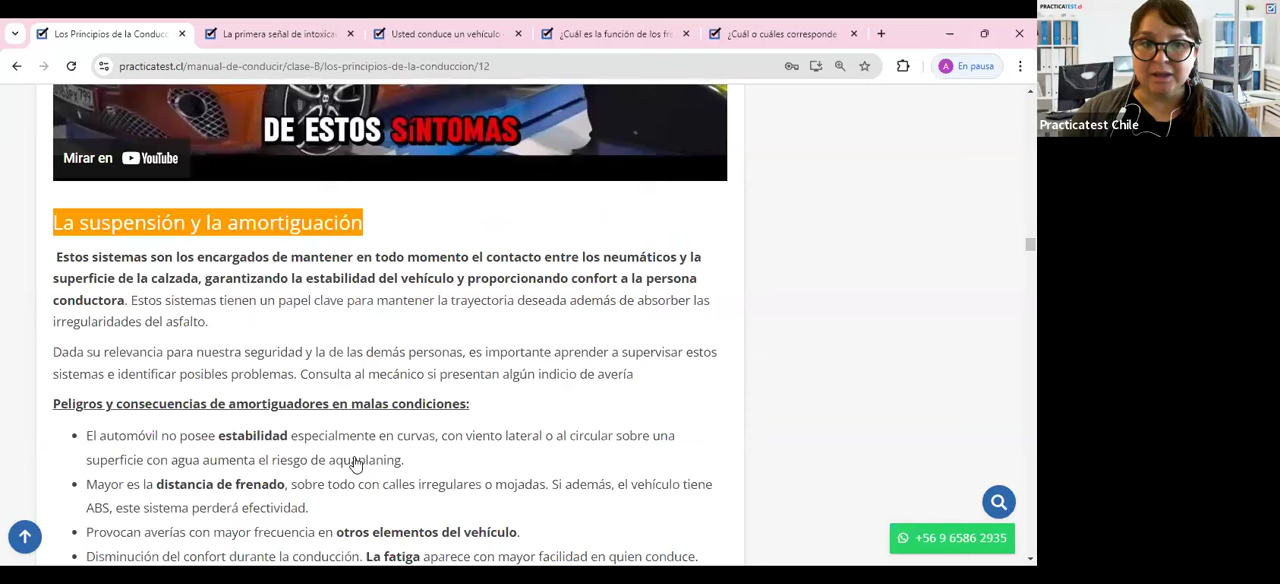 Los Principios de la Conducc
La primera señal de intoxica
Usted conduce un vehículo
¿Cuál es la función de los fre
¿Cuál o cuáles corresponde
practicatest.cl/manual-de-conducir/clase-B/los-principios-de-la-conduccion/12
A
En pausa
PRACTICATEST.cl
Practicatest Chile
DE ESTOS SÍNTOMAS
Mirar en YouTube
La suspensión y la amortiguación
Estos sistemas son los encargados de mantener en todo momento el contacto entre los neumáticos y la
superficie de la calzada, garantizando la estabilidad del vehículo y proporcionando confort a la persona
conductora. Estos sistemas tienen un papel clave para mantener la trayectoria deseada además de absorber las
irregularidades del asfalto.
Dada su relevancia para nuestra seguridad y la de las demás personas, es importante aprender a supervisar estos
sistemas e identificar posibles problemas. Consulta al mecánico si presentan algún indicio de avería
Peligros y consecuencias de amortiguadores en malas condiciones:
• El automóvil no posee estabilidad especialmente en curvas, con viento lateral o al circular sobre una
superficie con agua aumenta el riesgo de aquaplaning.
• Mayor es la distancia de frenado, sobre todo con calles irregulares o mojadas. Si además, el vehículo tiene
ABS, este sistema perderá efectividad.
• Provocan averías con mayor frecuencia en otros elementos del vehículo.
• Disminución del confort durante la conducción. La fatiga aparece con mayor facilidad en quien conduce.
+56 9 6586 2935